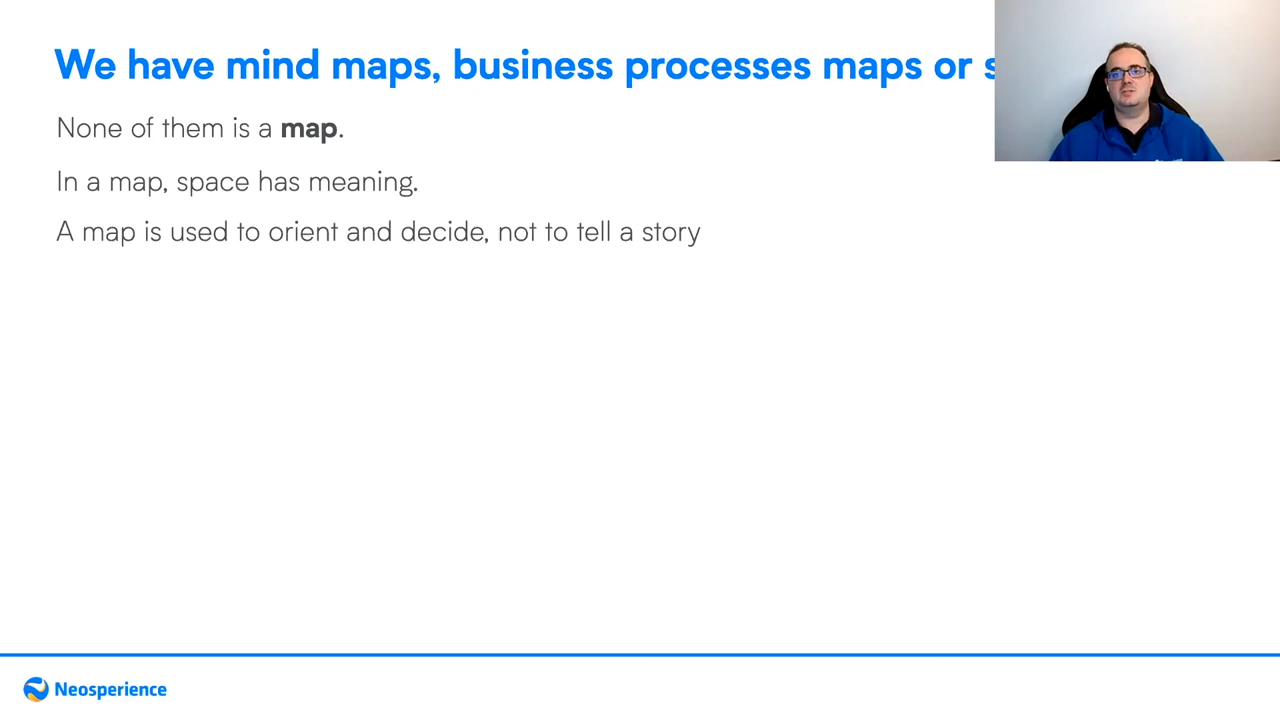 We have mind maps, business processes maps or
None of them is a map.
In a map, space has meaning.
A map is used to orient and decide, not to tell a story
Neosperience